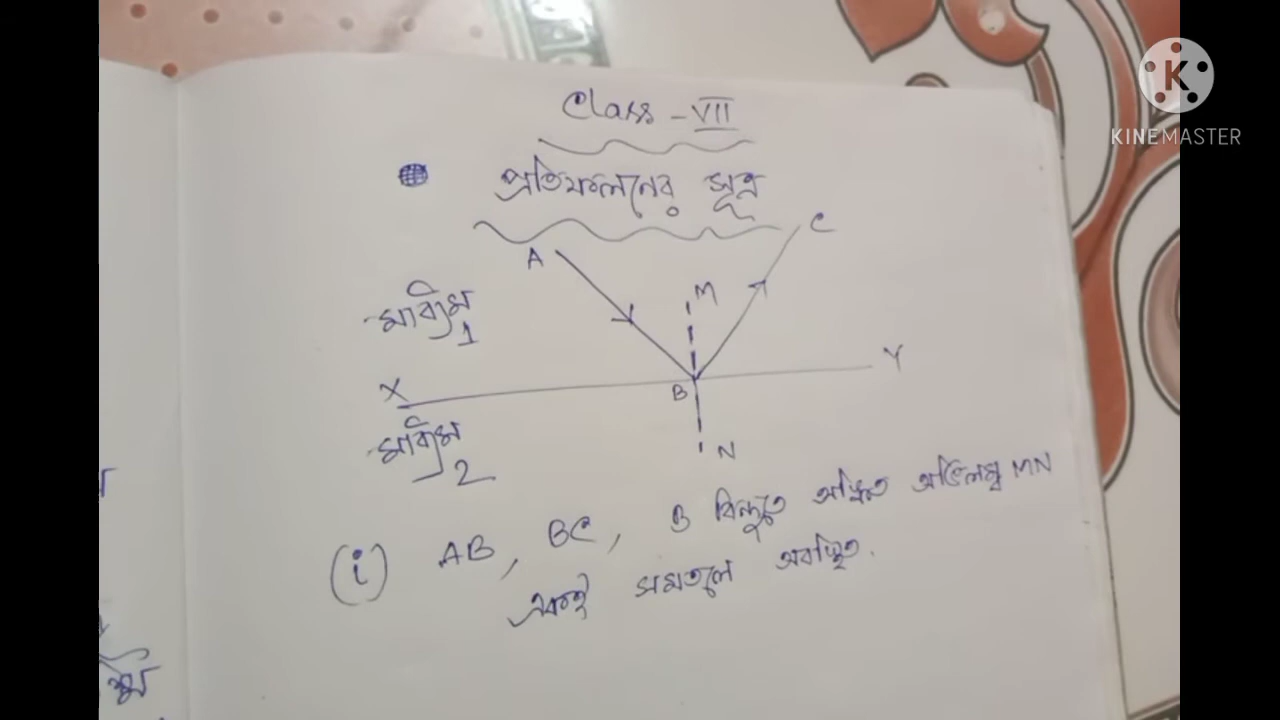 Class - VII
প্রতিফলনের সূত্র
A
C
মাধ্যম 1
M
X
B
Y
মাধ্যম 2
N
(i) AB, BC, B বিন্দুতে অঙ্কিত অভিলম্ব MN
একই সমতলে অবস্থিত.
K
KINEMASTER